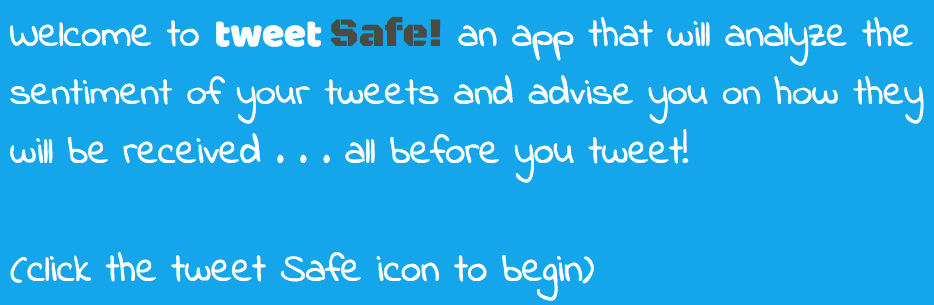 welcome to tweet Safe! an app that will analyze the
sentiment of your tweets and advise you on how they
will be received . . . all before you tweet!
(click the tweet Safe icon to begin)